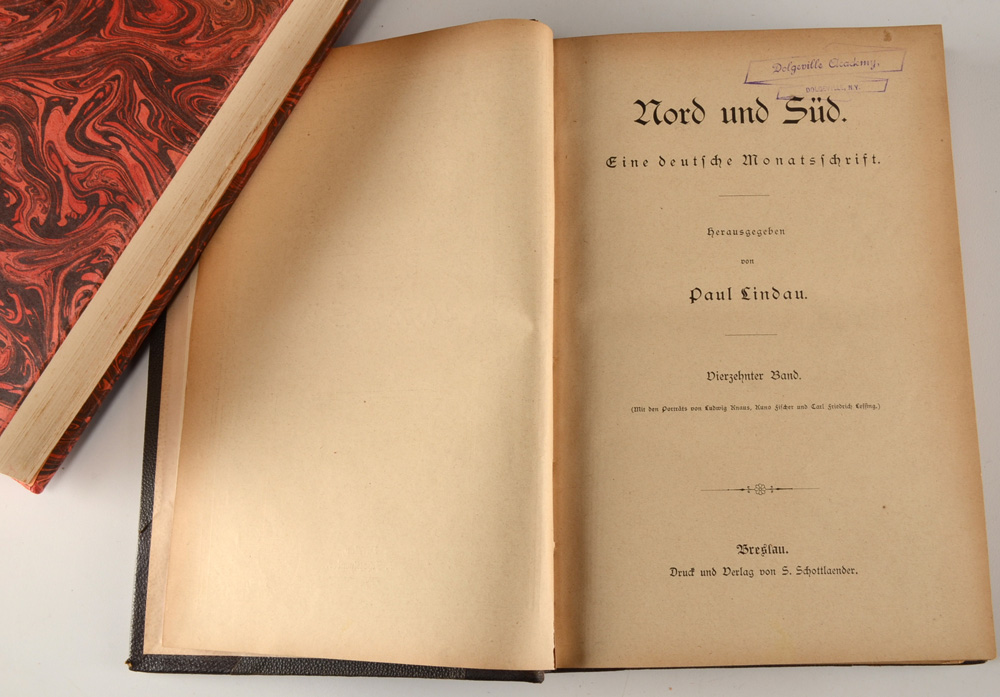 Dolgeville Academy,
N.Y.
Nord und Süd.
Eine deutsche Monatsschrift.
Herausgegeben
von
Paul Lindau.
Vierzehnter Band.
(Mit den Porträts von Ludwig Knaus, Kuno Fischer und Carl Friedrich Lessing.)
Breslau.
Druck und Verlag von S. Schottlaender.